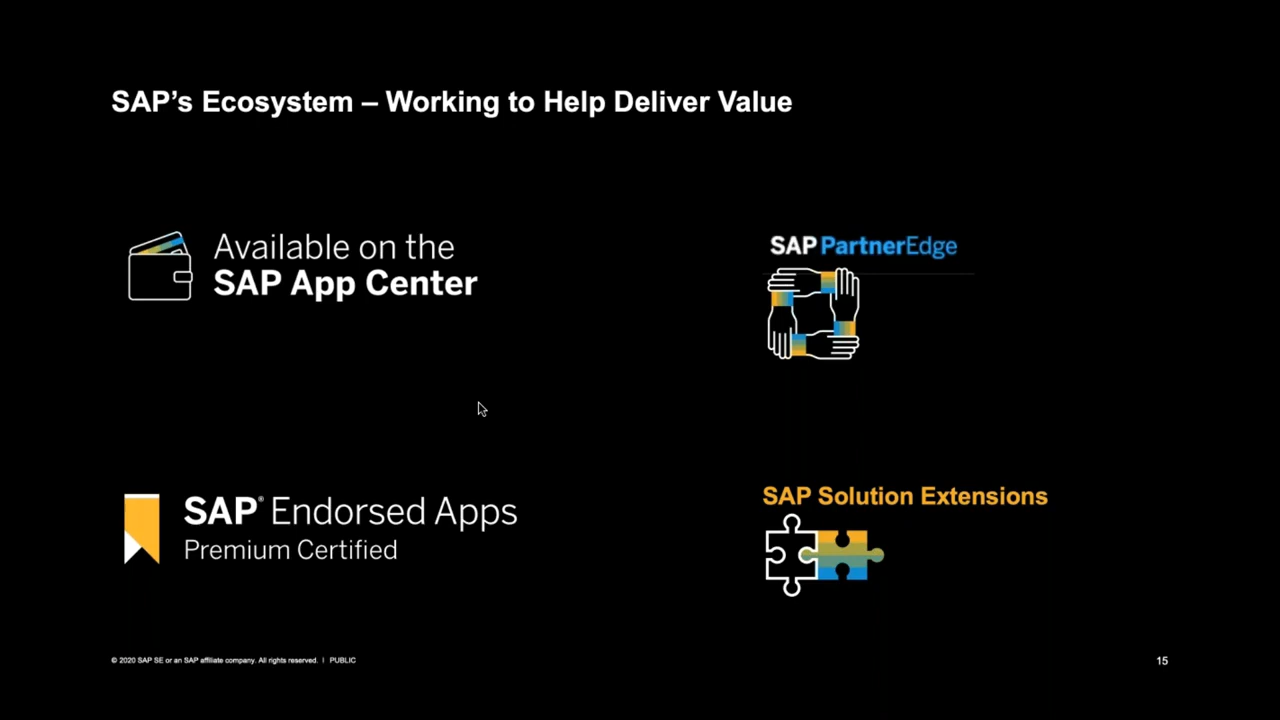 SAP’s Ecosystem – Working to Help Deliver Value
Available on the
SAP App Center
SAP PartnerEdge
SAP® Endorsed Apps
Premium Certified
SAP Solution Extensions
© 2020 SAP SE or an SAP affiliate company. All rights reserved. | PUBLIC
15